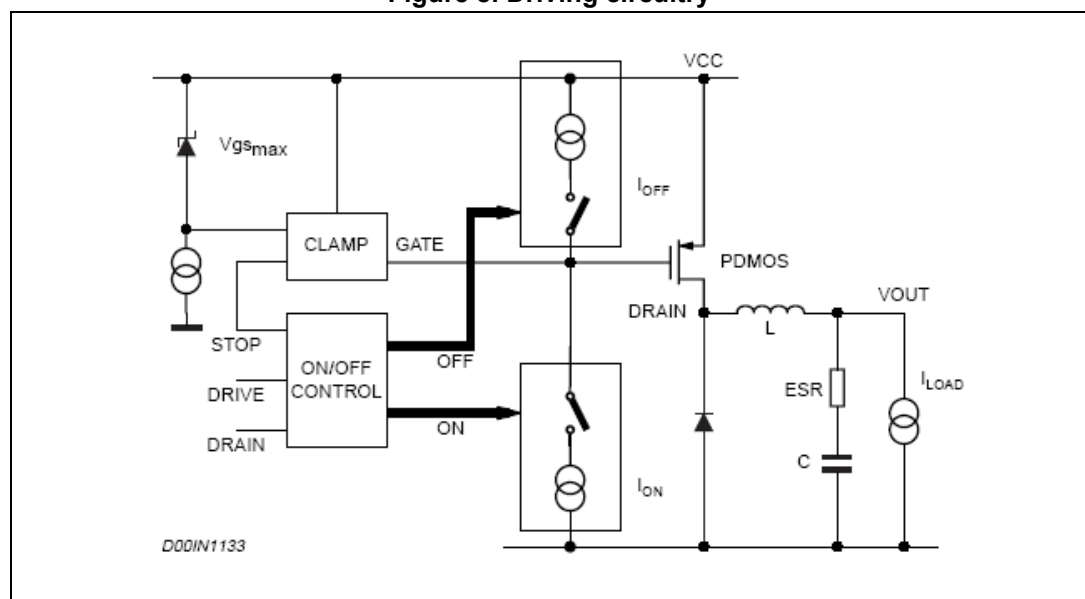 Figure Driving circuitry
VCC
Vgsmax
IOFF
CLAMP
GATE
PDMOS
DRAIN
VOUT
L
STOP
OFF
ON/OFF
CONTROL
DRIVE
ESR
ILOAD
ON
DRAIN
C
ION
D00IN1133